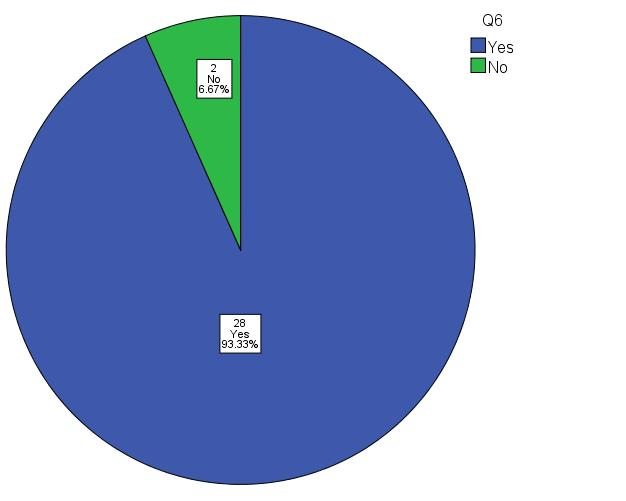 Q6
Yes
No
2
No
6.67%
28
Yes
93.33%